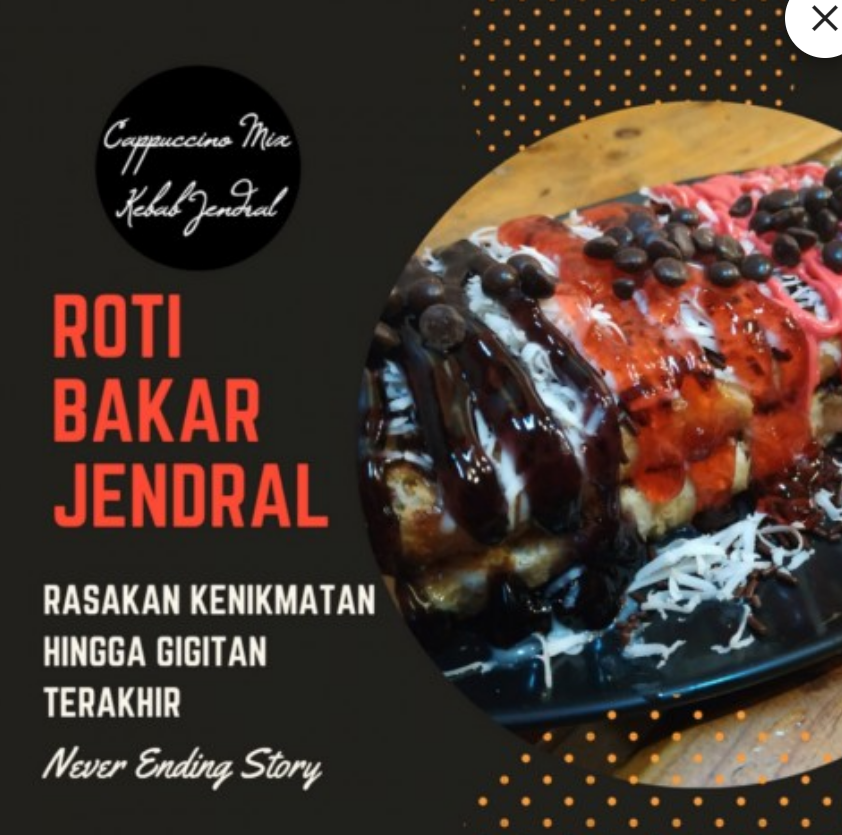 Cappuccino Mix
Kebab Jendral
ROTI
BAKAR
JENDRAL
RASAKAN KENIKMATAN
HINGGA GIGITAN
TERAKHIR
Never Ending Story